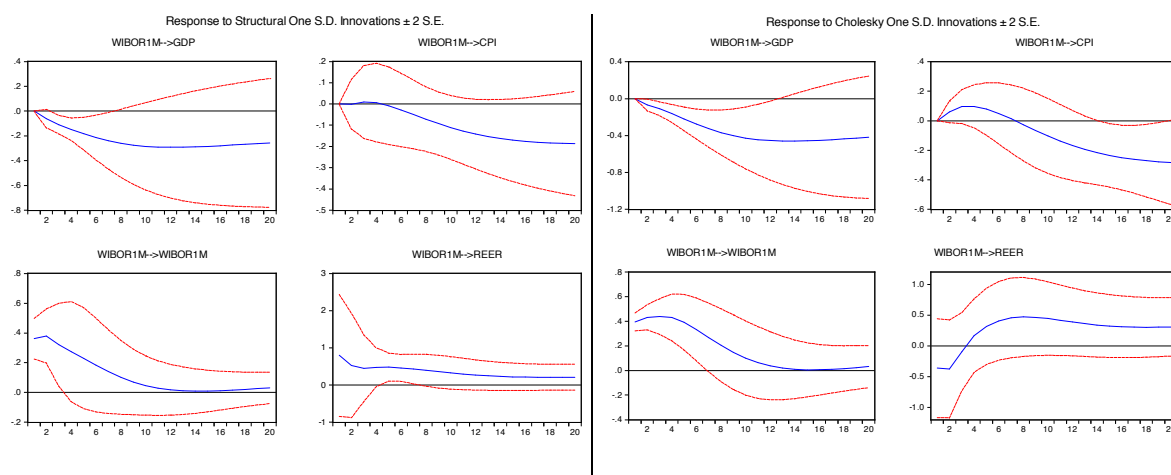 Response to Structural One S.D. Innovations ± 2 S.E.
WIBOR1M-->GDP
WIBOR1M-->CPI
.4
.2
.0
-.2
-.4
-.6
-.8
2 4 6 8 10 12 14 16 18 20
.2
.1
.0
-.1
-.2
-.3
-.4
-.5
2 4 6 8 10 12 14 16 18 20
WIBOR1M-->WIBOR1M
WIBOR1M-->REER
.8
.6
.4
.2
.0
-.2
2 4 6 8 10 12 14 16 18 20
3
2
1
0
-1
2 4 6 8 10 12 14 16 18 20
Response to Cholesky One S.D. Innovations ± 2 S.E.
WIBOR1M-->GDP
WIBOR1M-->CPI
0.4
0.0
-0.4
-0.8
-1.2
2 4 6 8 10 12 14 16 18 20
.4
.2
.0
-.2
-.4
-.6
2 4 6 8 10 12 14 16 18 2
WIBOR1M-->WIBOR1M
WIBOR1M-->REER
.8
.6
.4
.2
.0
-.2
-.4
2 4 6 8 10 12 14 16 18 20
1.0
0.5
0.0
-0.5
-1.0
2 4 6 8 10 12 14 16 18 2